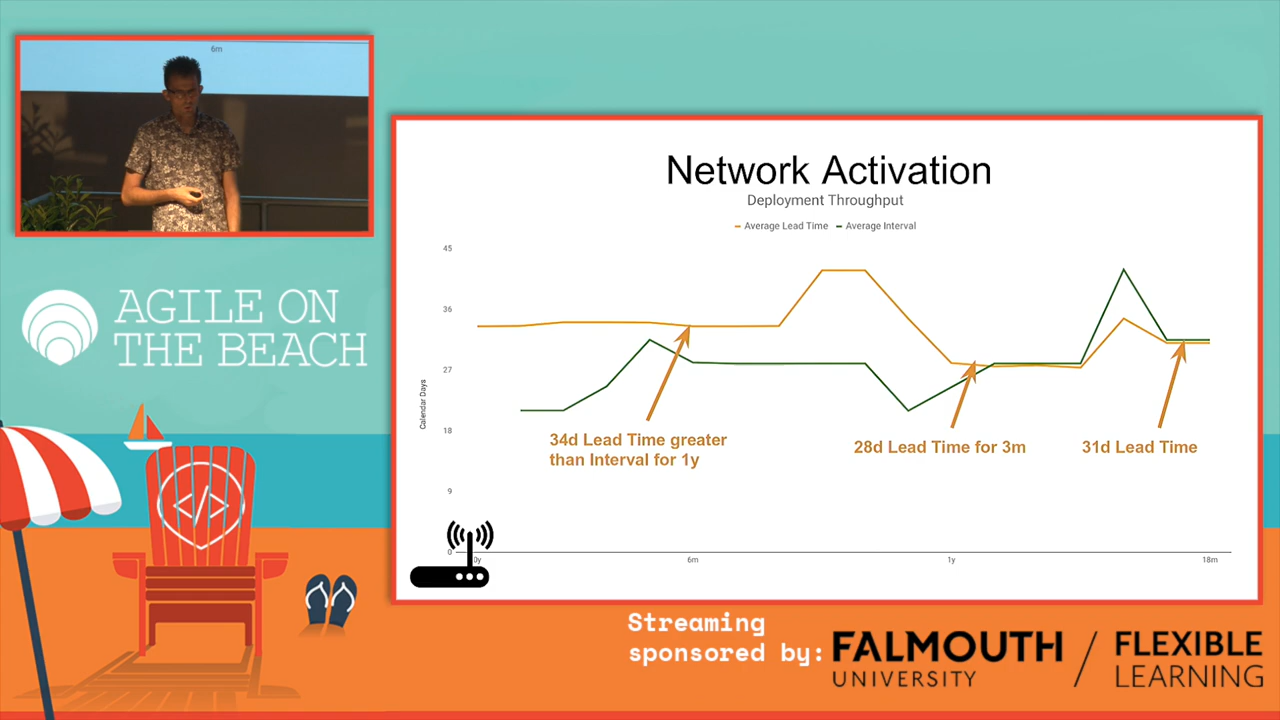 6m
AGILE ON
THE BEACH
Network Activation
Deployment Throughput
Average Lead Time
Average Interval
45
36
27
18
9
0
Calendar Days
34d Lead Time greater
than Interval for 1y
28d Lead Time for 3m
31d Lead Time
0y
6m
1y
18m
</>
Streaming
sponsored by:
FALMOUTH
UNIVERSITY
/
FLEXIBLE
LEARNING